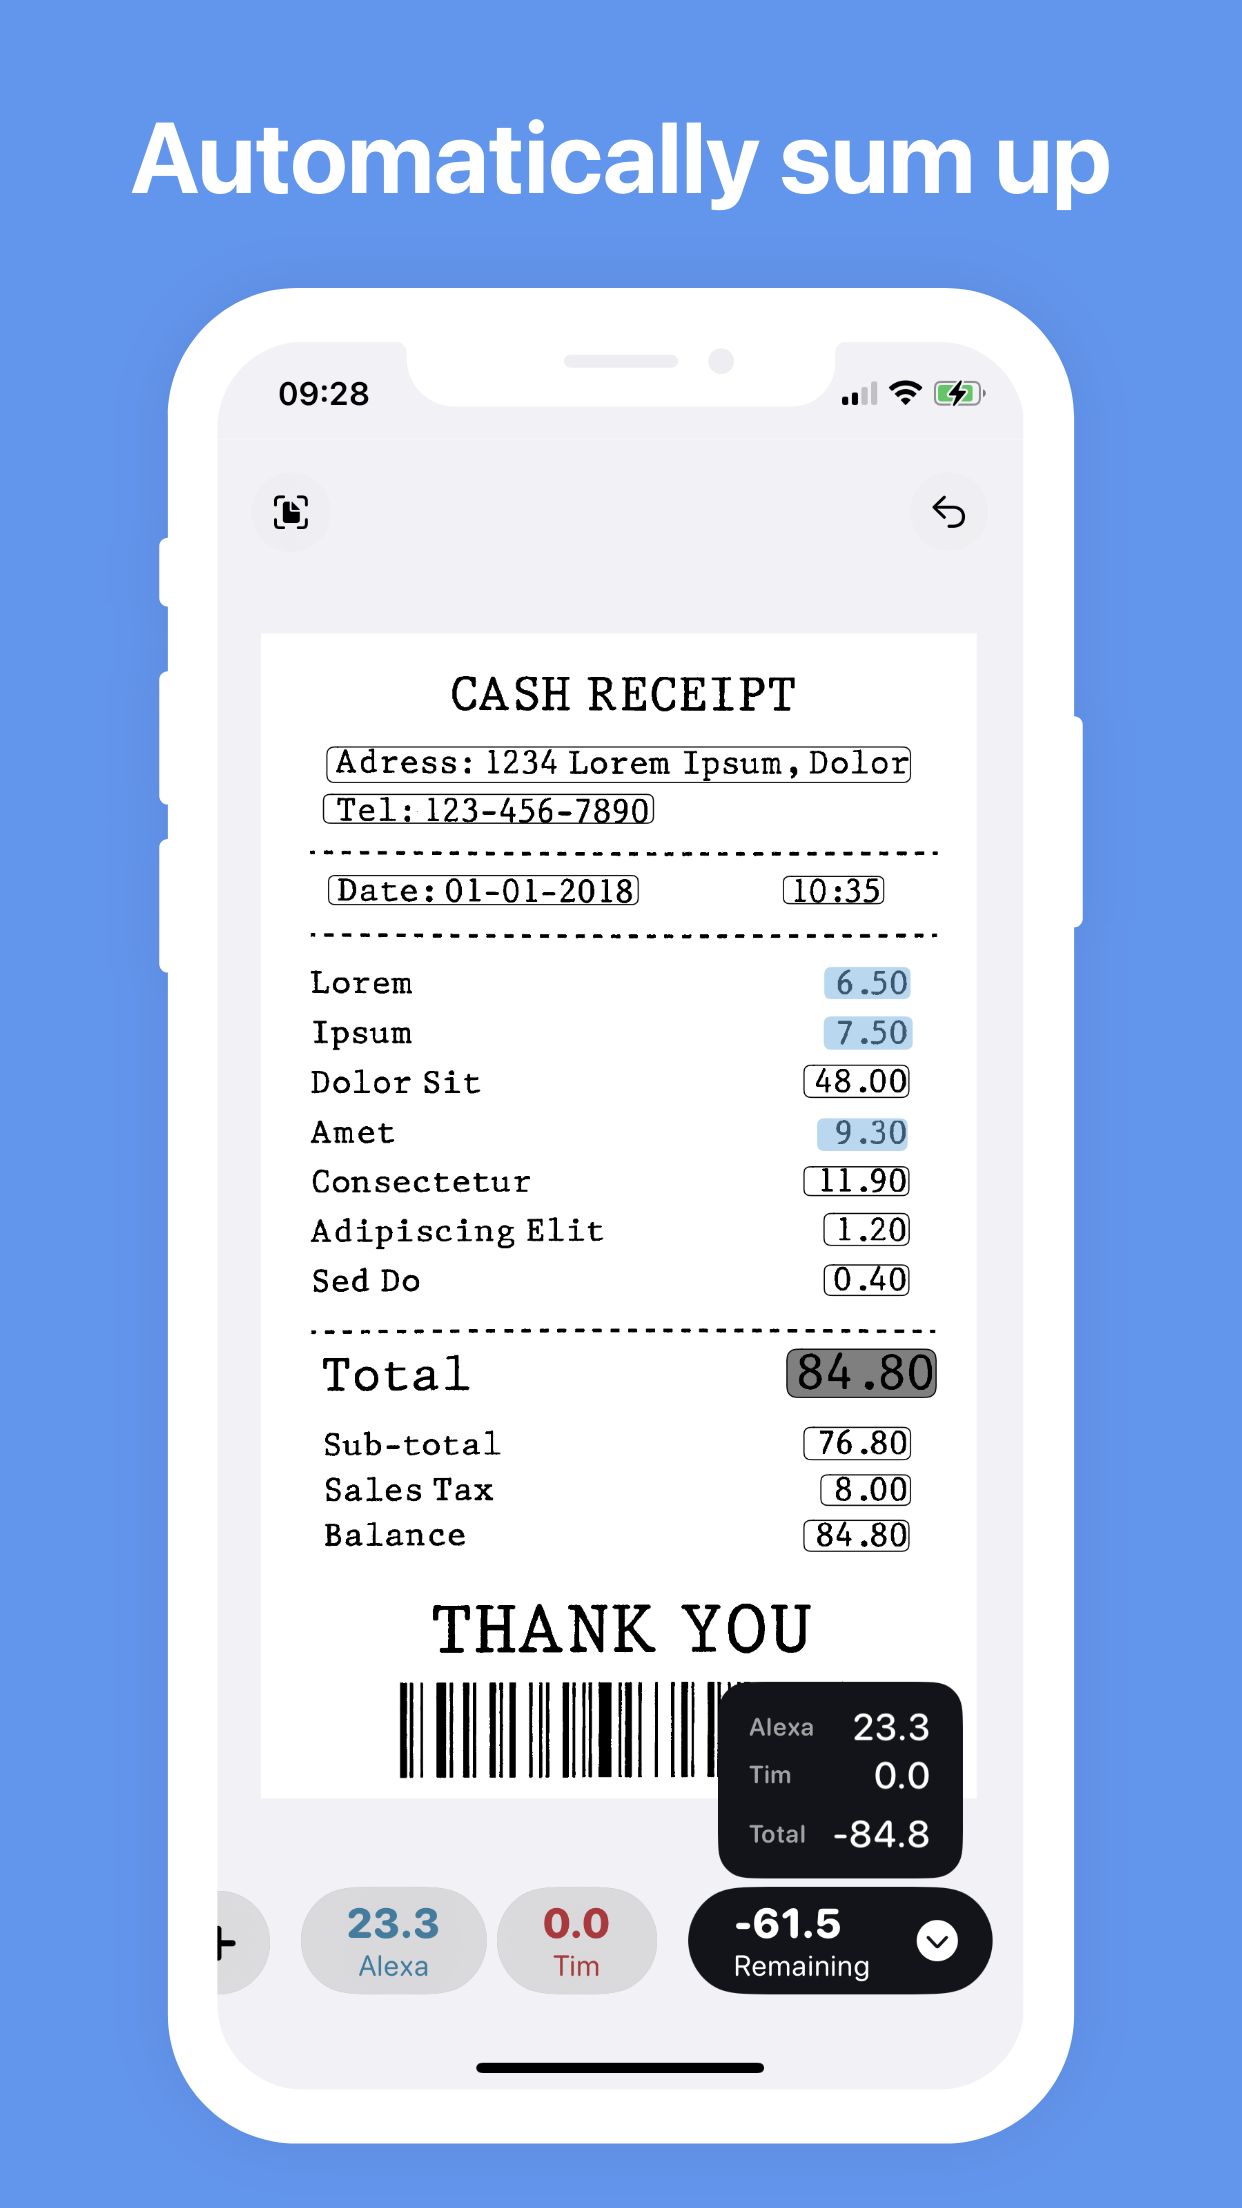 Automatically sum up
09:28
CASH RECEIPT
Adress: 1234 Lorem Ipsum, Dolor
Tel: 123-456-7890
Date: 01-01-2018 10:35
Lorem 6.50
Ipsum 7.50
Dolor Sit 48.00
Amet 9.30
Consectetur 11.90
Adipiscing Elit 1.20
Sed Do 0.40
Total 84.80
Sub-total 76.80
Sales Tax 8.00
Balance 84.80
THANK YOU
Alexa 23.3
Tim 0.0
Total -84.8
23.3
Alexa
0.0
Tim
-61.5
Remaining